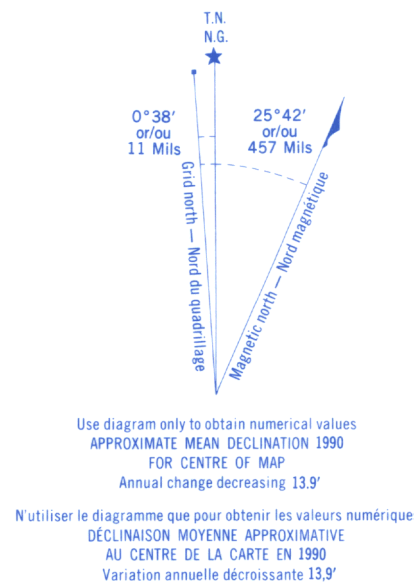 T.N.
N.G.
0°38'
or/ou
11 Mils
25°42'
or/ou
457 Mils
Grid north — Nord du quadrillage
Magnetic north — Nord magnétique
Use diagram only to obtain numerical values
APPROXIMATE MEAN DECLINATION 1990
FOR CENTRE OF MAP
Annual change decreasing 13.9'
N'utiliser le diagramme que pour obtenir les valeurs numérique
DÉCLINAISON MOYENNE APPROXIMATIVE
AU CENTRE DE LA CARTE EN 1990
Variation annuelle décroissante 13,9'